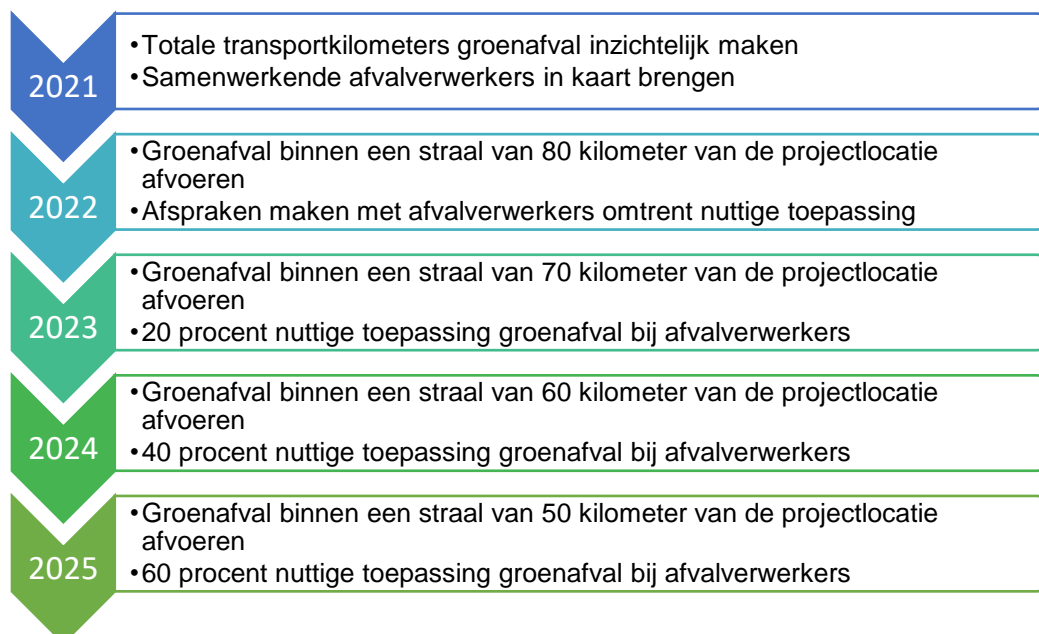 2021
•Totale transportkilometers groenafval inzichtelijk maken
•Samenwerkende afvalverwerkers in kaart brengen
2022
•Groenafval binnen een straal van 80 kilometer van de projectlocatie
afvoeren
•Afspraken maken met afvalverwerkers omtrent nuttige toepassing
2023
•Groenafval binnen een straal van 70 kilometer van de projectlocatie
afvoeren
•20 procent nuttige toepassing groenafval bij afvalverwerkers
2024
•Groenafval binnen een straal van 60 kilometer van de projectlocatie
afvoeren
•40 procent nuttige toepassing groenafval bij afvalverwerkers
2025
•Groenafval binnen een straal van 50 kilometer van de projectlocatie
afvoeren
•60 procent nuttige toepassing groenafval bij afvalverwerkers